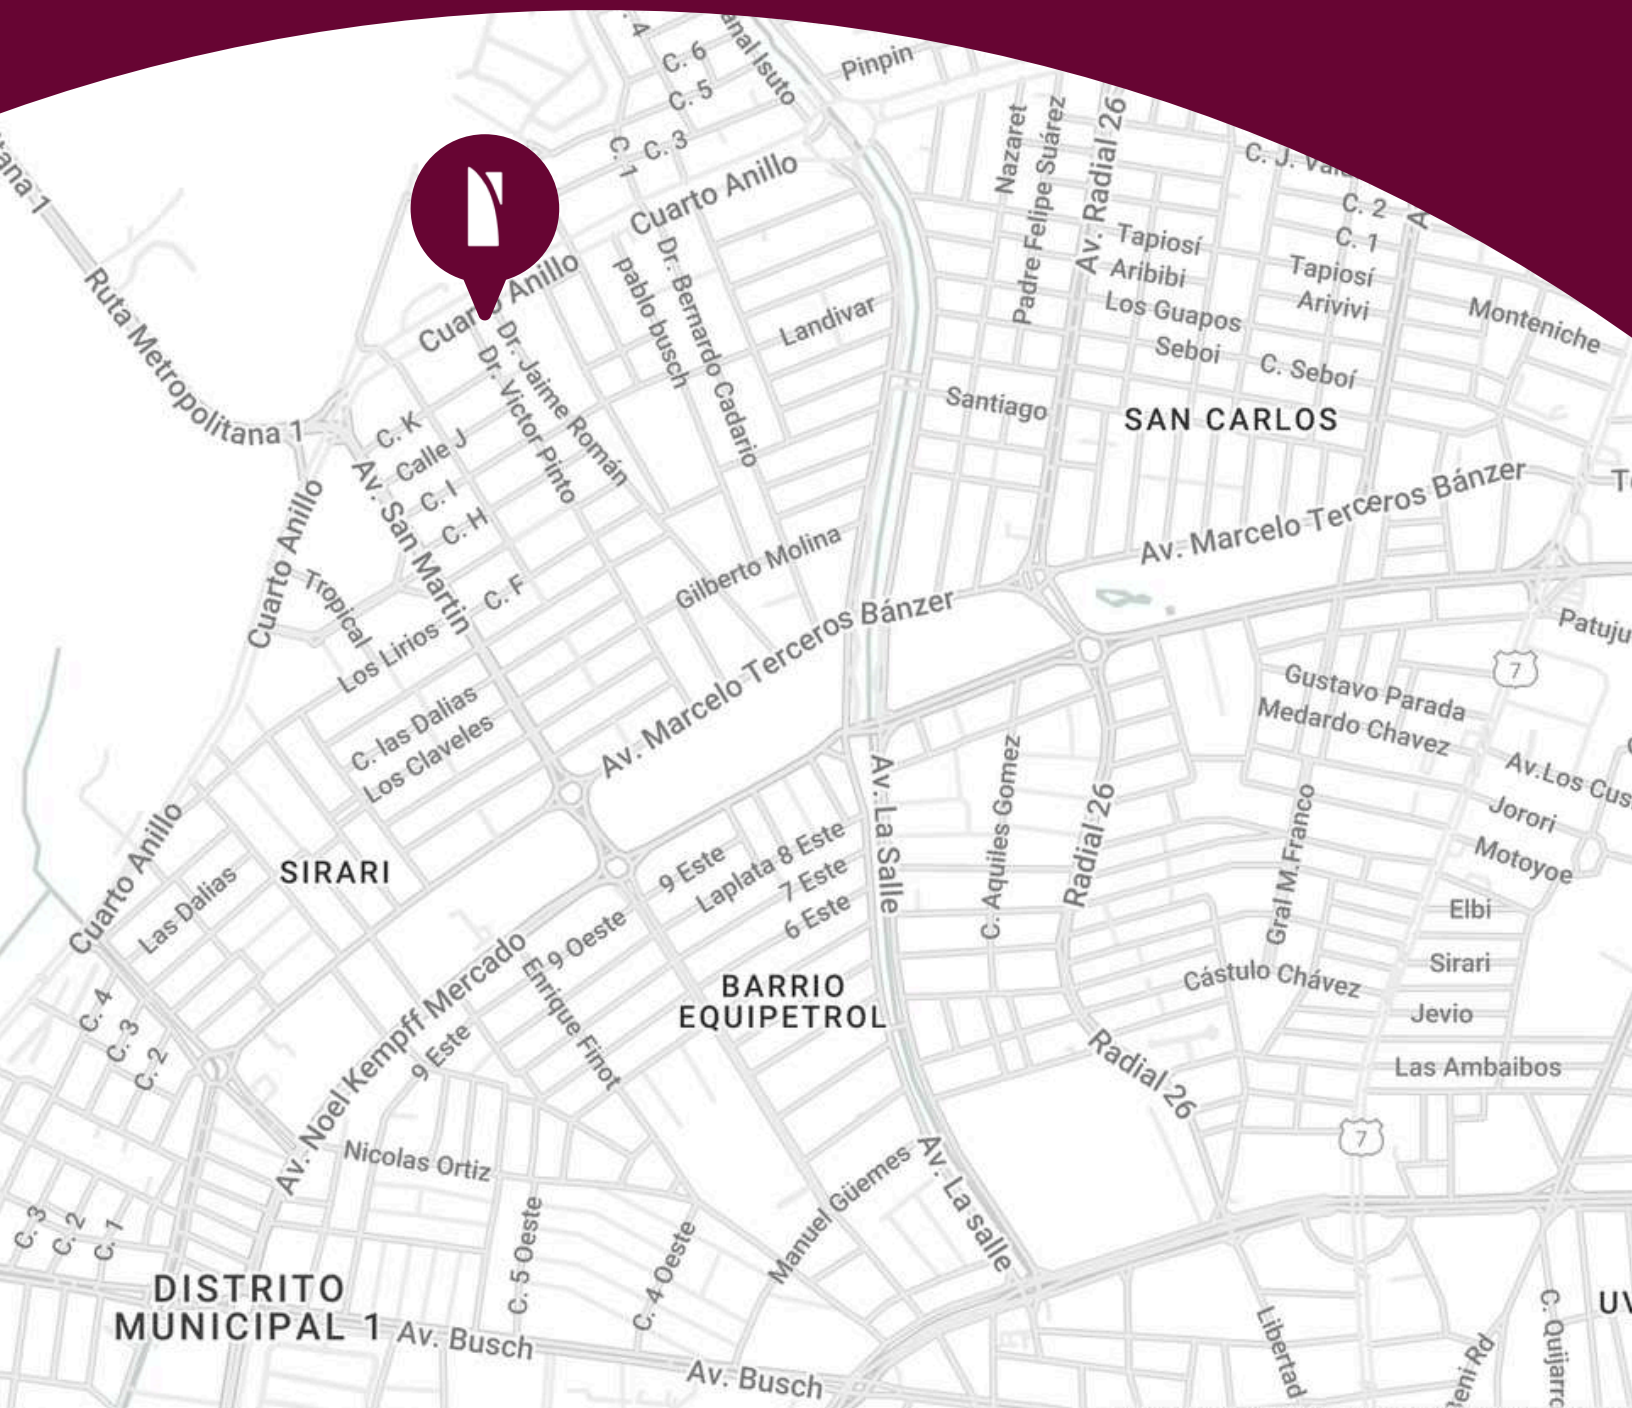 C. 6
Pinpin
C. 5
C. 3
C. 1
Cuarto Anillo
Nazaret
Padre Felipe Suárez
Av. Radial 26
C. 2
C. 1
Tapiosí
Aribibi
Los Guapos
Seboi
Tapiosí
Arivivi
C. Seboí
Monteniche
Ruta Metropolitana 1
Cuarto Anillo
Dr. Bernardo Cadario
pablo busch
Landivar
Dr. Jaime Román
Dr. Victor Pinto
Santiago
SAN CARLOS
C. K
Calle J
C. I
C. H
C. F
Av. San Martin
Cuarto Anillo
Tropical
Los Lirios
Gilberto Molina
Av. Marcelo Terceros Bánzer
Av. Marcelo Terceros Bánzer
7
Gustavo Parada
Medardo Chavez
C. las Dalias
Los Claveles
Av. La Salle
C. Aquiles Gomez
Radial 26
Gral M. Franco
Jorori
Motoyoe
Cuarto Anillo
SIRARI
Las Dalias
9 Este
Laplata 8 Este
7 Este
6 Este
Elbi
Sirari
Jevio
Las Ambaibos
Cástulo Chávez
9 Oeste
Enrique Finot
BARRIO
EQUIPETROL
Av. Noel Kempff Mercado
9 Este
C. 4
C. 3
C. 2
Radial 26
7
Nicolas Ortiz
Manuel Güemes
Av. La salle
C. 3
C. 2
C. 1
C. 5 Oeste
C. 4 Oeste
DISTRITO
MUNICIPAL 1
Av. Busch
Av. Busch
Libertad